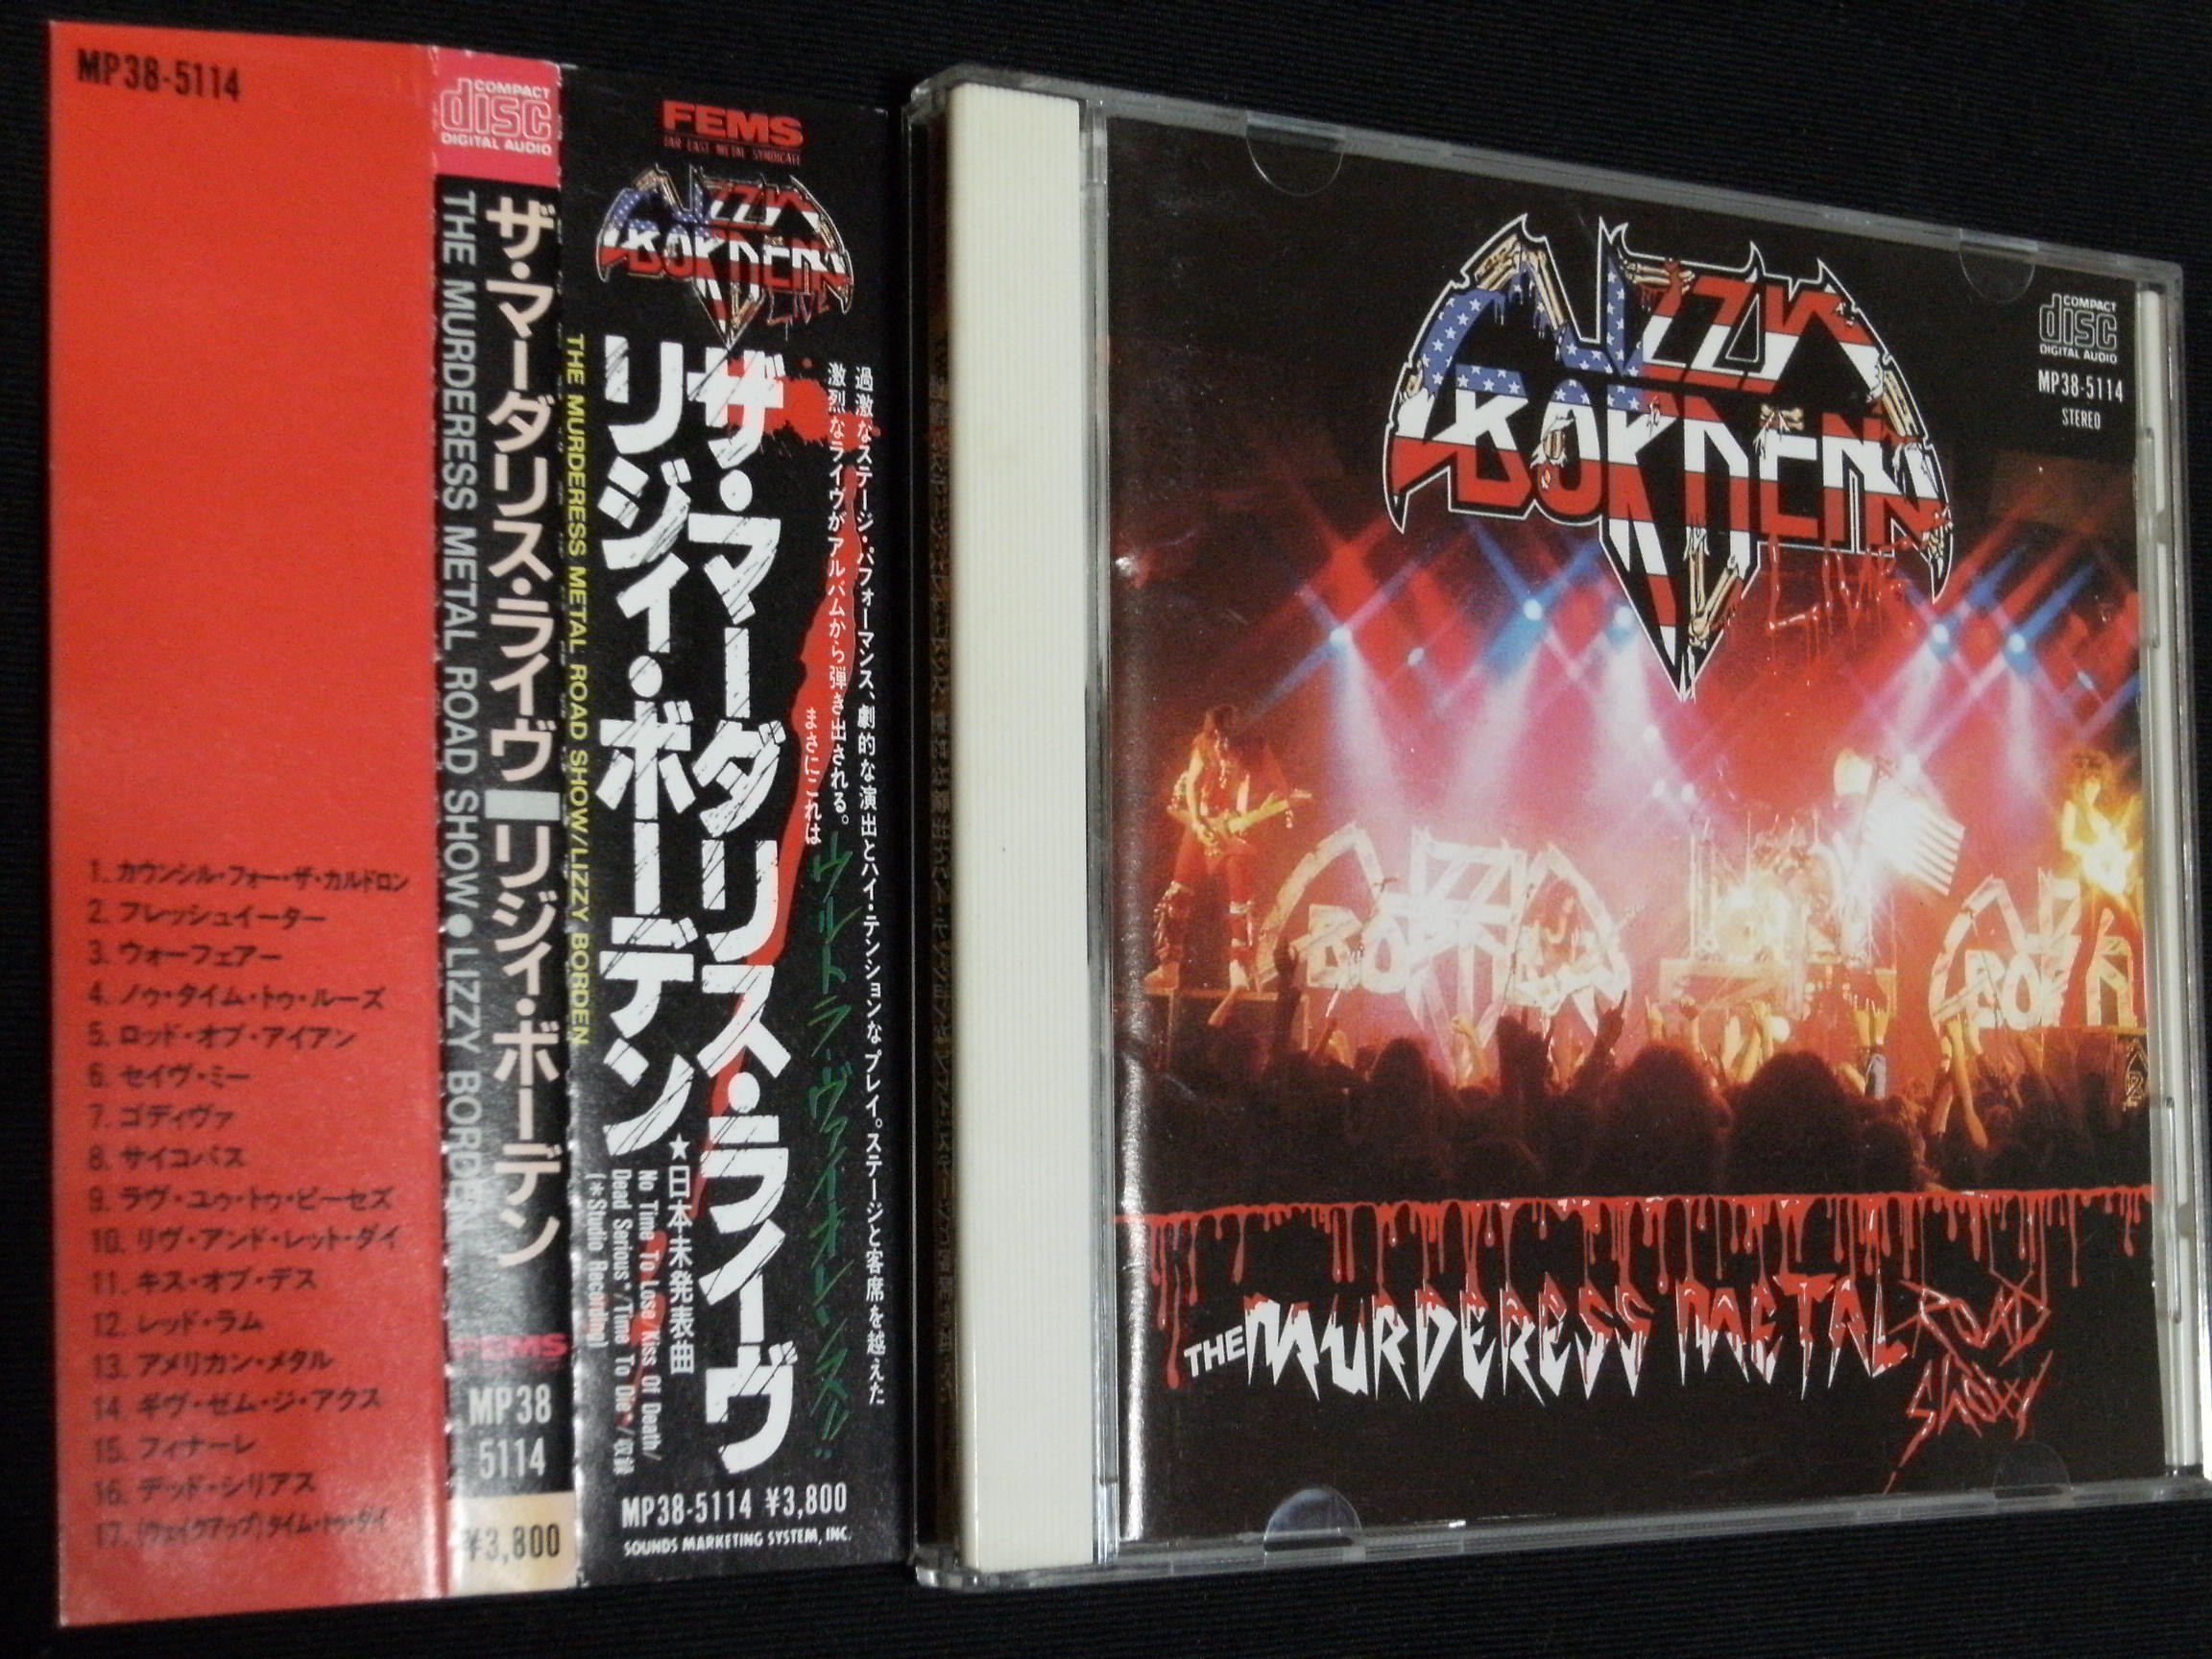 MP38-5114
1. カウンシル・フォー・ザ・カルドロン
2. フレッシュイーター
3. ウォーフェアー
4. ノゥ・タイム・トゥ・ルーズ
5. ロッド・オブ・アイアン
6. セイヴ・ミー
7. ゴディヴァ
8. サイコパス
9. ラヴ・ユゥ・トゥ・ピーセズ
10. リヴ・アンド・レット・ダイ
11. キス・オブ・デス
12. レッド・ラム
13. アメリカン・メタル
14. ギヴ・ゼム・ジ・アクス
15. フィナーレ
16. デッド・シリアス
17. (ウェイクアップ)タイム・トゥ・ダイ
COMPACT
disc
DIGITAL AUDIO
ザ・マーダリス・ライヴ リジィ・ボーデン
THE MURDERESS METAL ROAD SHOW●LIZZY BORDEN
FEMS
MP38
5114
¥3,800
FEMS
FAR EAST METAL SYNDICATE
LIZZY
BORDEN
LIVE
過激なステージ・パフォーマンス、劇的な演出とハイ・テンションなプレイ。ステージと客席を越えた
激烈なライヴがアルバムから弾き出される。
まさにこれは
ウルトラ・ヴァイオレンス!!
ザ・マーダリス・ライヴ
リジィ・ボーデン
THE MURDERESS METAL ROAD SHOW/LIZZY BORDEN
★日本未発表曲
No Time To Lose/Kiss Of Death/
Dead Serious*/Time To Die*/収録
(*Studio Recording)
MP38-5114 ¥3,800
SOUNDS MARKETING SYSTEM, INC.
LIZZY
BORDEN
LIVE
COMPACT
disc
DIGITAL AUDIO
MP38-5114
STEREO
LIZZY
BORDEN
THE MURDERESS METAL ROAD
SHOW